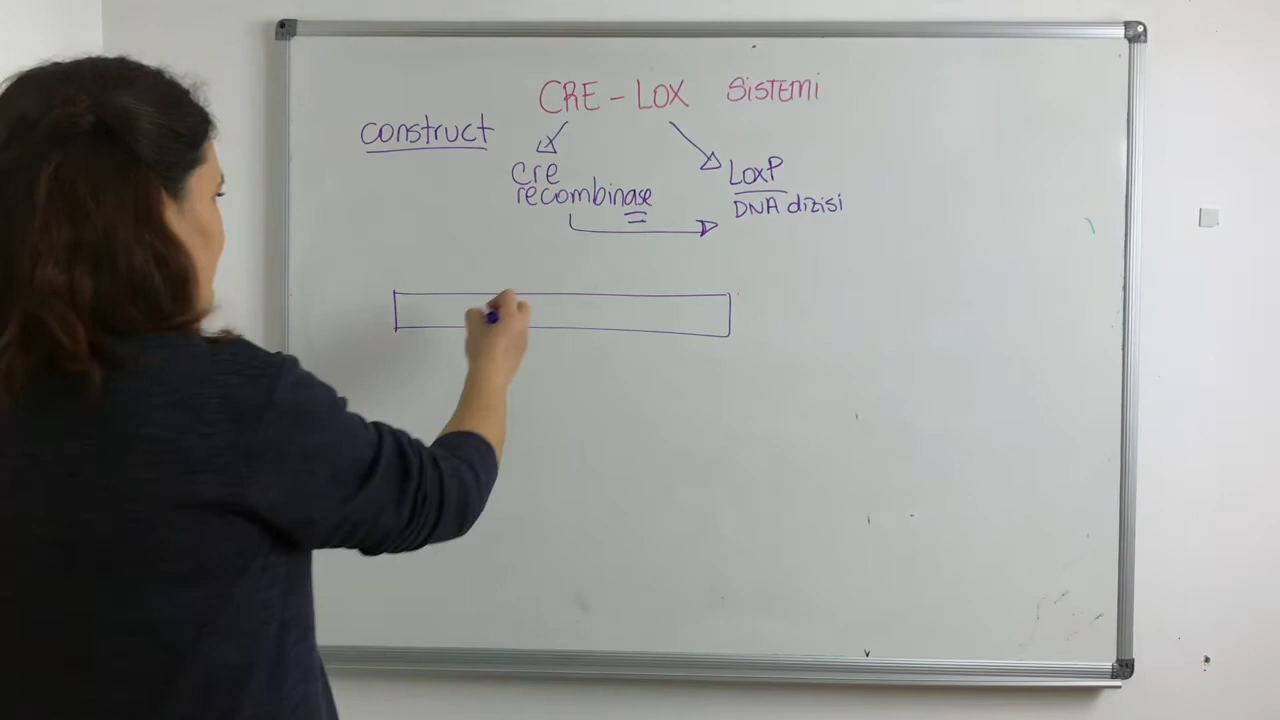 CRE - LOX SiSTEMi
construct
Cre
recombinase
LoxP
DNA dizisi